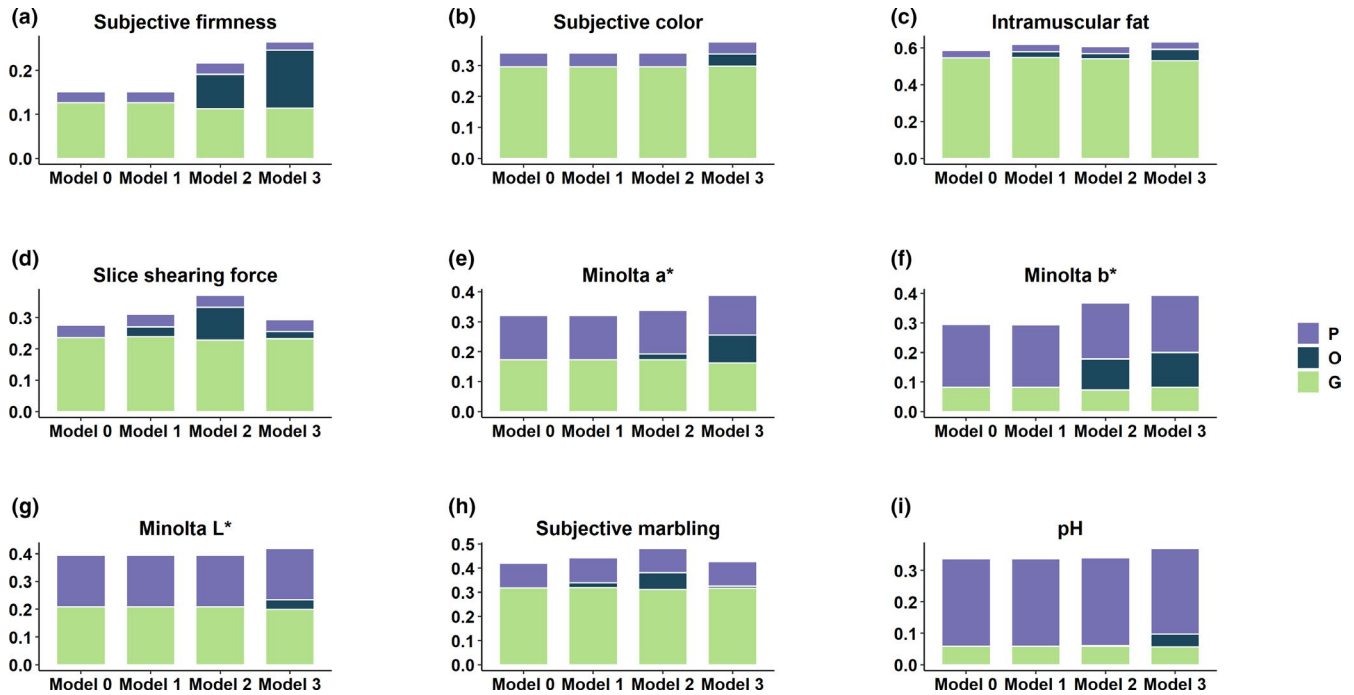 (a)
Subjective firmness
0.2
0.1
0.0
Model 0 Model 1 Model 2 Model 3
(b)
Subjective color
0.3
0.2
0.1
0.0
Model 0 Model 1 Model 2 Model 3
(c)
Intramuscular fat
0.6
0.4
0.2
0.0
Model 0 Model 1 Model 2 Model 3
(d)
Slice shearing force
0.3
0.2
0.1
0.0
Model 0 Model 1 Model 2 Model 3
(e)
Minolta a*
0.4
0.3
0.2
0.1
0.0
Model 0 Model 1 Model 2 Model 3
(f)
Minolta b*
0.4
0.3
0.2
0.1
0.0
Model 0 Model 1 Model 2 Model 3
P
O
G
(g)
Minolta L*
0.4
0.3
0.2
0.1
0.0
Model 0 Model 1 Model 2 Model 3
(h)
Subjective marbling
0.5
0.4
0.3
0.2
0.1
0.0
Model 0 Model 1 Model 2 Model 3
(i)
pH
0.3
0.2
0.1
0.0
Model 0 Model 1 Model 2 Model 3